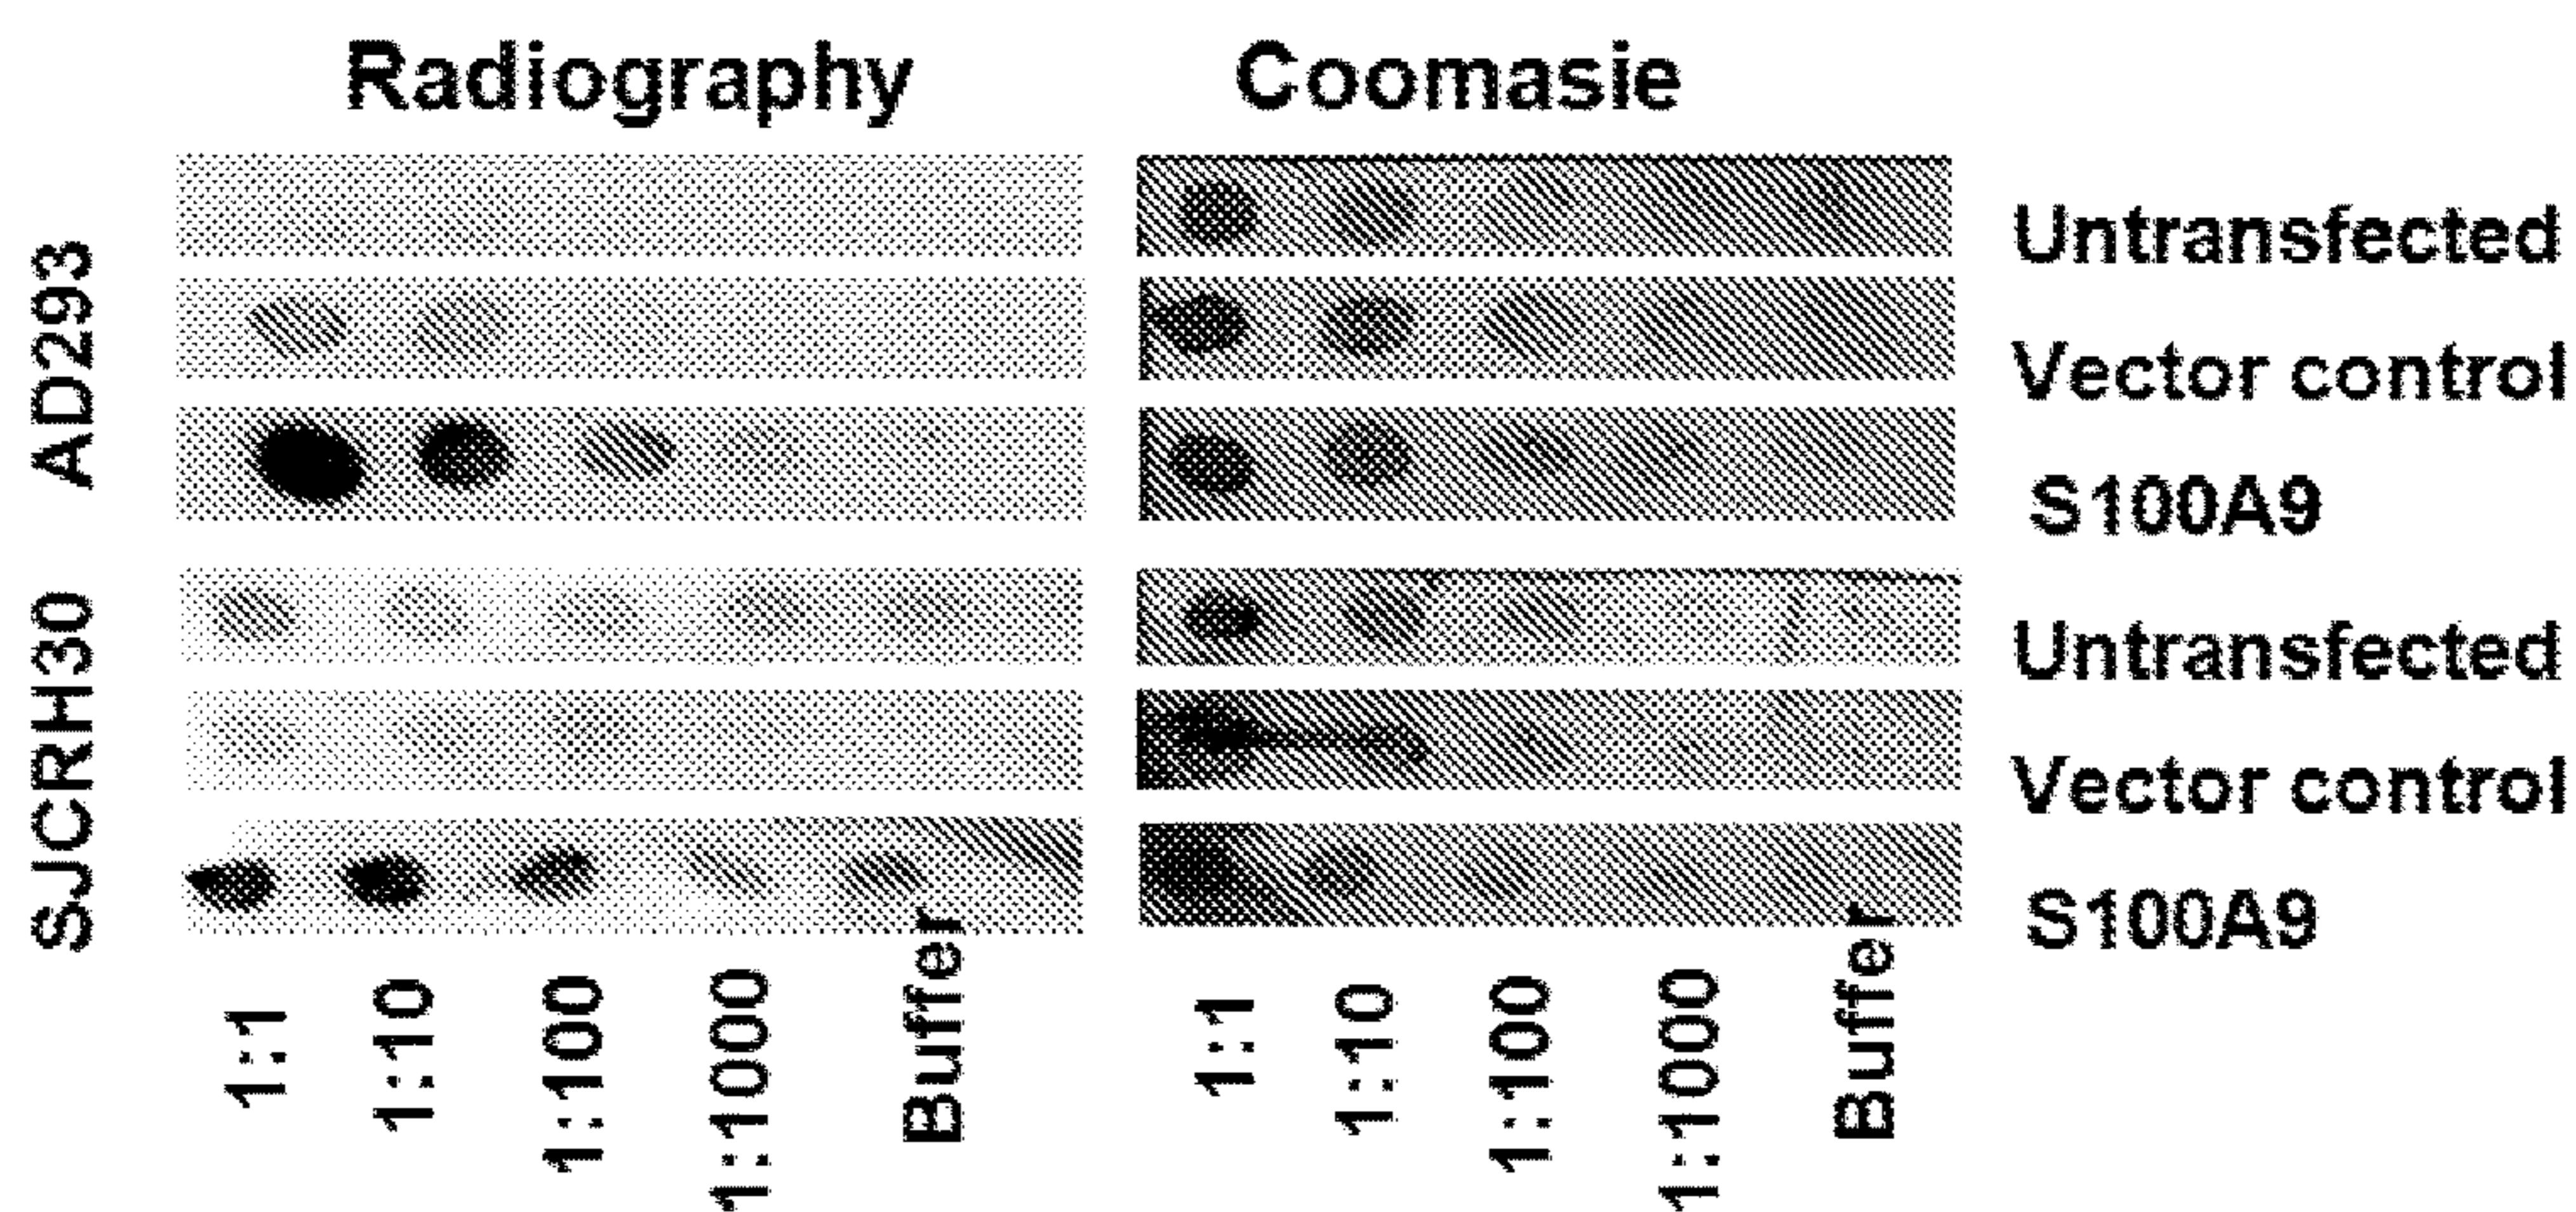 Radiography
Coomasie
AD293
Untransfected
Vector control
S100A9
SJCRH30
Untransfected
Vector control
S100A9
1:1
1:10
1:100
1:1000
Buffer
1:1
1:10
1:100
1:1000
Buffer